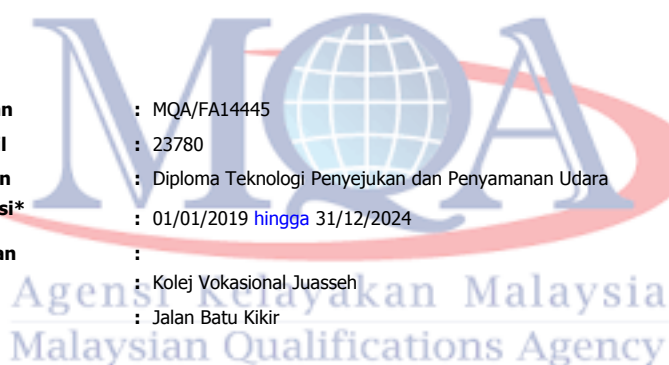 MQA
an : MQA/FA14445
l : 23780
n : Diploma Teknologi Penyejukan dan Penyamanan Udara
si* : 01/01/2019 hingga 31/12/2024
an :
: Kolej Vokasional Juasseh
Agensi Kelayakan Malaysia
: Jalan Batu Kikir
Malaysian Qualifications Agency